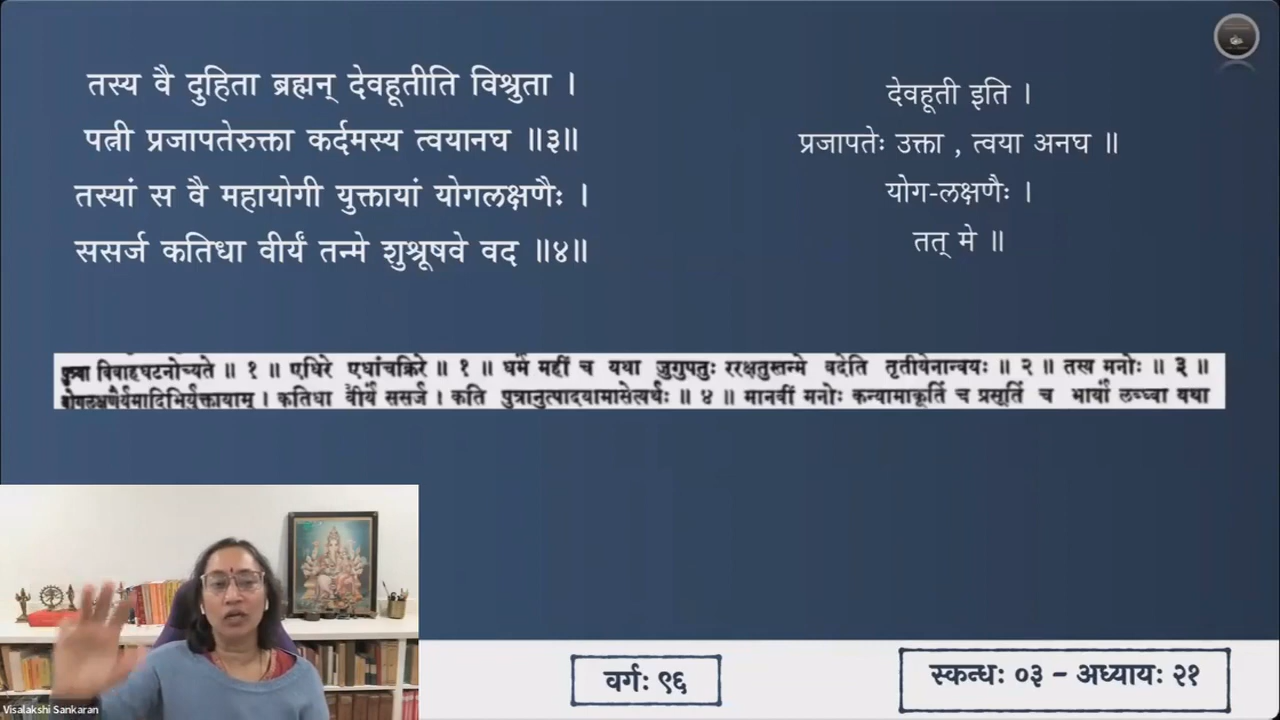 तस्य वै दुहिता ब्रह्मन् देवहूतीति विश्रुता ।
पत्नी प्रजापतेरुक्ता कर्दमस्य त्वयानघ ॥३॥
तस्यां स वै महायोगी युक्तायां योगलक्षणैः ।
ससर्ज कतिधा वीर्यं तन्मे शुश्रूषवे वद ॥४॥
देवहूती इति ।
प्रजापतेः उक्ता , त्वया अनघ ॥
योग-लक्षणैः ।
तत् मे ॥
विवाहघटनोच्यते ॥ १ ॥ एधिरे एधांचक्रिरे ॥ १ ॥ धर्मं महीं च यथा जुगुपतुः ररक्षतुस्तन्मे वदेति तृतीयेनान्वयः ॥ २ ॥ तस्य मनोः ॥ ३ ॥
योगलक्षणैर्यमादिभिर्युक्तायाम् । कतिधा वीर्यं ससर्ज । कति पुत्रानुत्पादयामासेत्यर्थः ॥ ४ ॥ मानवीं मनोः कन्यामाकूतिं च प्रसूतिं च भार्यां लब्ध्वा यथा
Visalakshi Sankaran
वर्गः ९६
स्कन्धः ०३ - अध्यायः २१